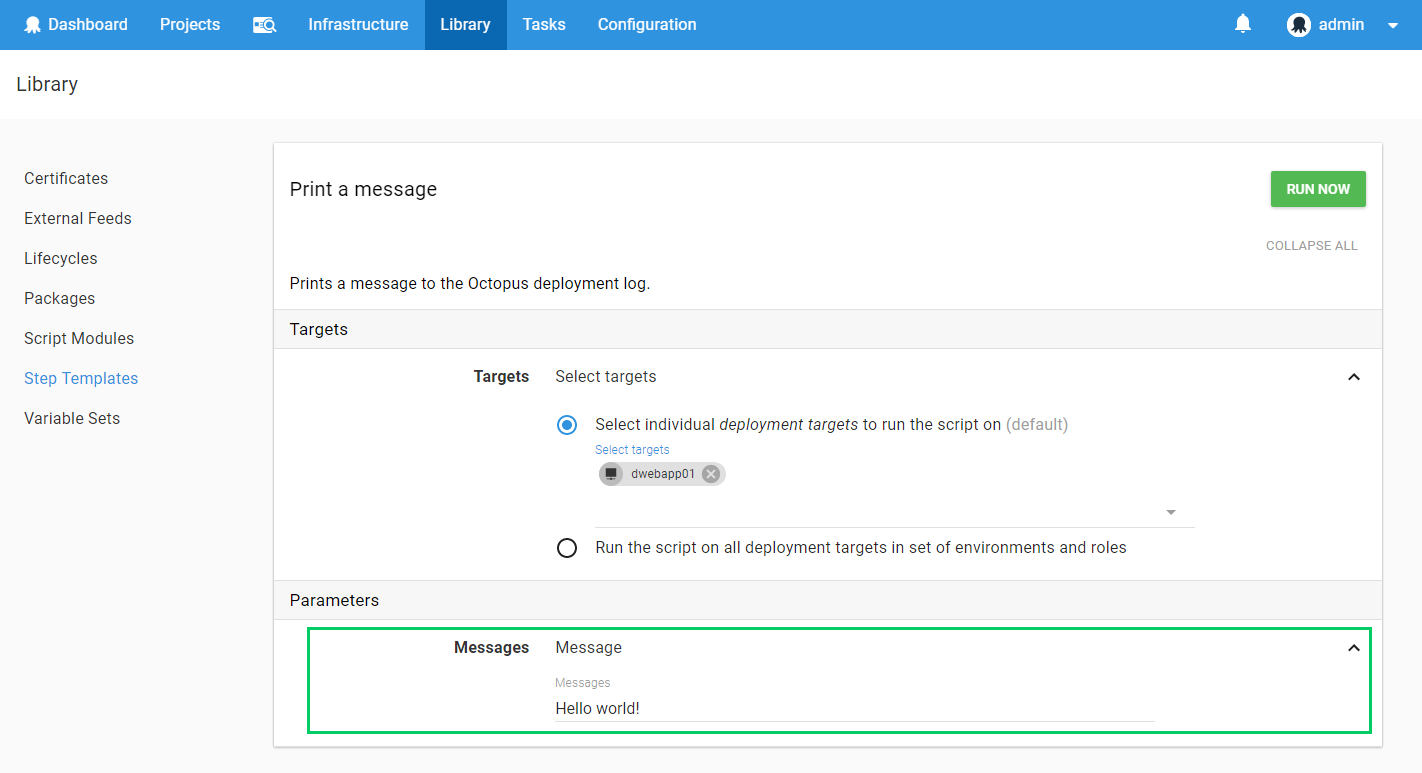 Dashboard Projects Infrastructure Library Tasks Configuration admin
Library
Certificates
External Feeds
Lifecycles
Packages
Script Modules
Step Templates
Variable Sets
Print a message
RUN NOW
COLLAPSE ALL
Prints a message to the Octopus deployment log.
Targets
Targets Select targets
Select individual deployment targets to run the script on (default)
Select targets
dwebapp01
Run the script on all deployment targets in set of environments and roles
Parameters
Messages Message
Messages
Hello world!